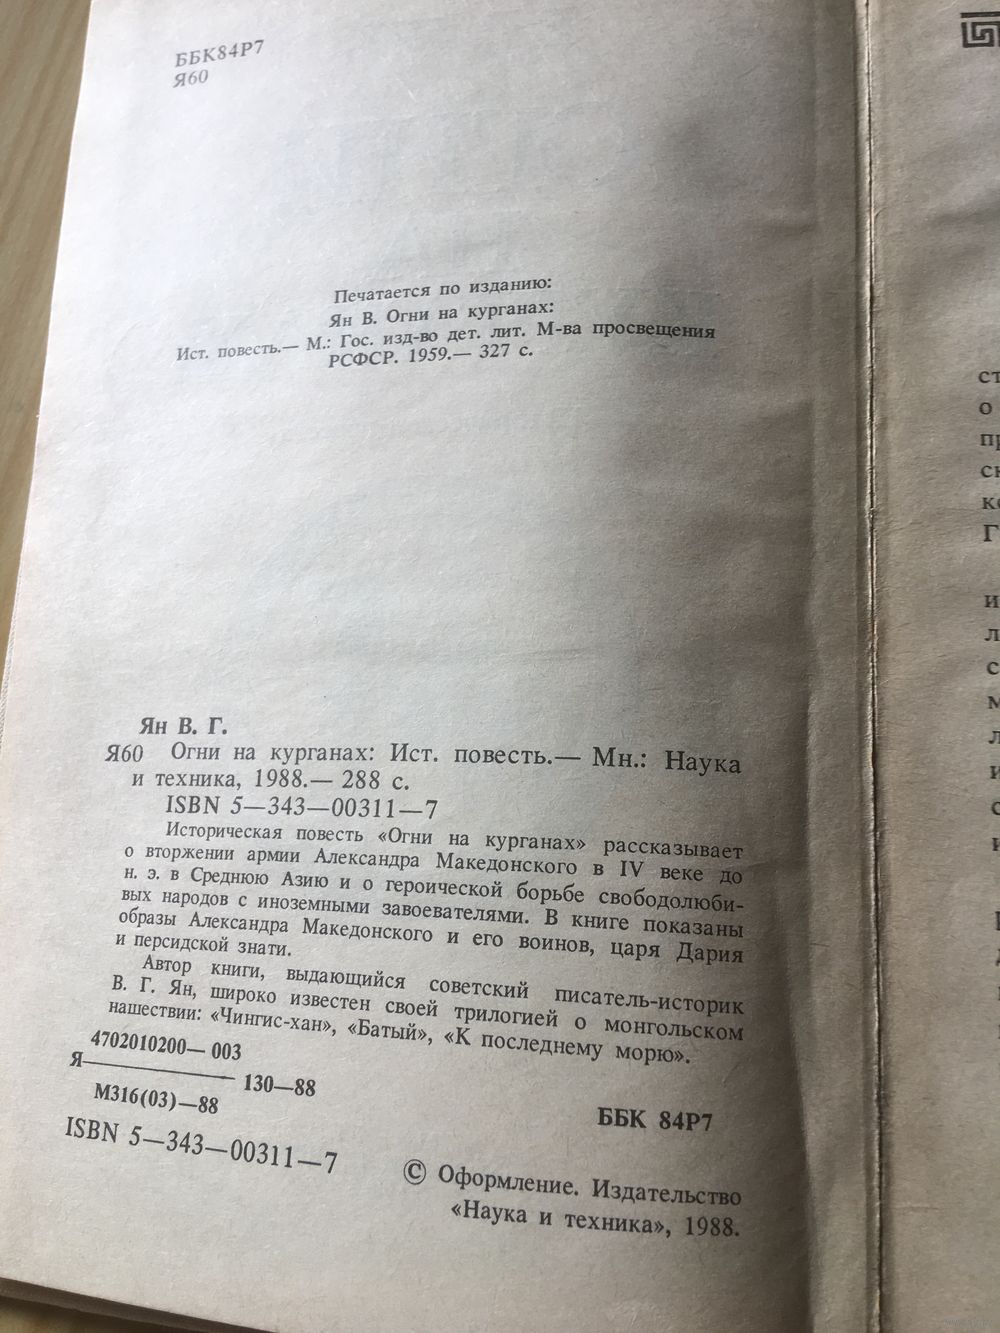 ББК84Р7
Я60
Печатается по изданию:
Ян В. Огни на курганах:
Ист. повесть.— М.: Гос. изд-во дет. лит. М-ва просвещения
РСФСР. 1959.— 327 с.
Ян В. Г.
Я60 Огни на курганах: Ист. повесть.— Мн.: Наука
и техника, 1988.— 288 с.
ISBN 5—343—00311—7
Историческая повесть «Огни на курганах» рассказывает
о вторжении армии Александра Македонского в IV веке до
н. э. в Среднюю Азию и о героической борьбе свободолюби-
вых народов с иноземными завоевателями. В книге показаны
образы Александра Македонского и его воинов, царя Дария
и персидской знати.
Автор книги, выдающийся советский писатель-историк
В. Г. Ян, широко известен своей трилогией о монгольском
нашествии: «Чингис-хан», «Батый», «К последнему морю».
4702010200—003
Я———— 130—88
М316(03)—88
ББК 84Р7
ISBN 5—343—00311—7
© Оформление. Издательство
«Наука и техника», 1988.
ст
о
пр
сн
ко
Г
и
л
с
м
л
и
с
и